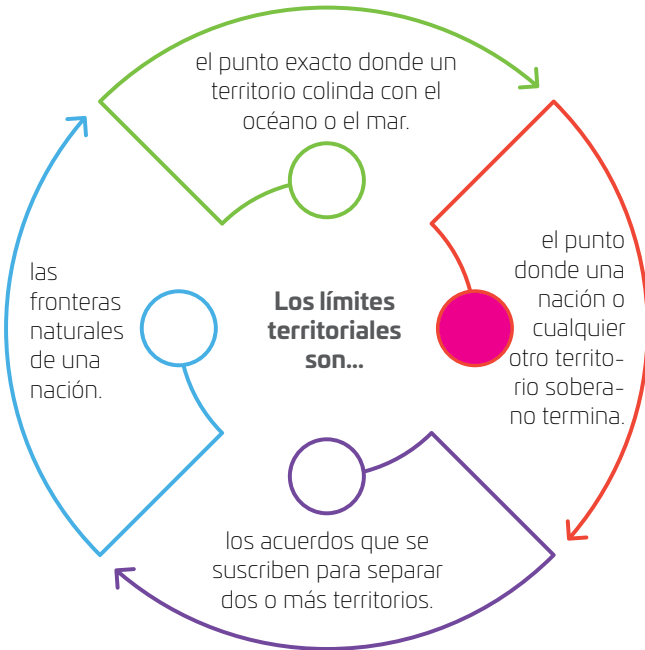 el punto exacto donde un
territorio colinda con el
océano o el mar.
el punto
donde una
nación o
cualquier
otro territo-
rio sobera-
no termina.
los acuerdos que se
suscriben para separar
dos o más territorios.
las
fronteras
naturales
de una
nación.
Los límites
territoriales
son...